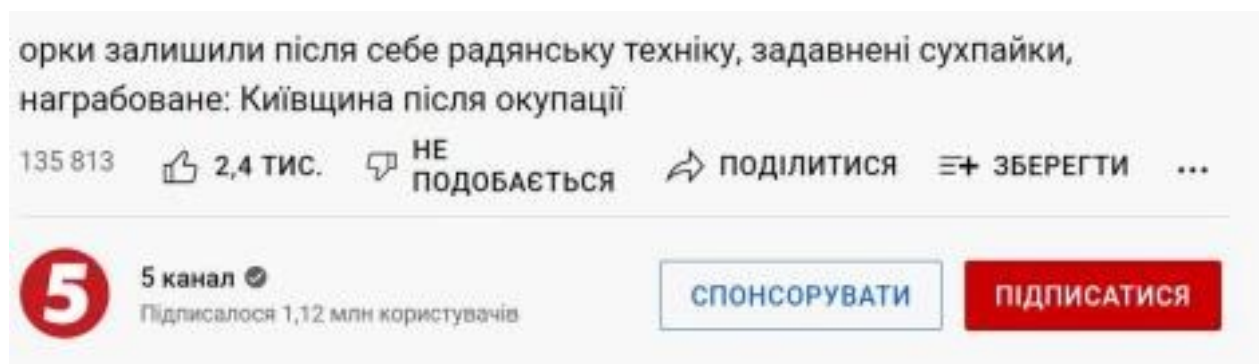 орки залишили після себе радянську техніку, задавнені сухпайки,
награбоване: Київщина після окупації
135 813 2,4 ТИС. НЕ ПОДОБАЄТЬСЯ ПОДІЛИТИСЯ ЗБЕРЕГТИ ...
5
5 канал
Підписалося 1,12 млн користувачів
СПОНСОРУВАТИ ПІДПИСАТИСЯ